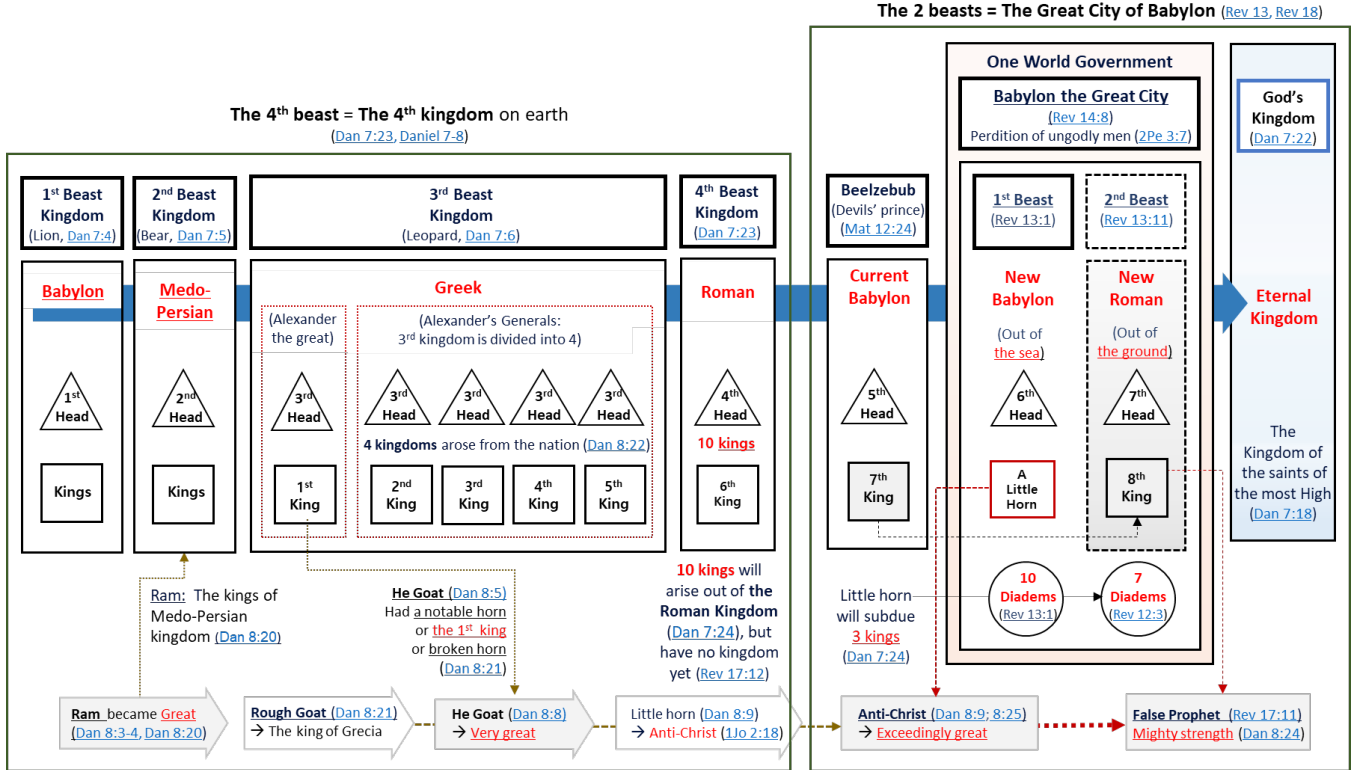 The 2 beasts = The Great City of Babylon (Rev 13, Rev 18)
The 4th beast = The 4th kingdom on earth
(Dan 7:23, Daniel 7-8)
1st Beast
Kingdom
(Lion, Dan 7:4)
2nd Beast
Kingdom
(Bear, Dan 7:5)
3rd Beast
Kingdom
(Leopard, Dan 7:6)
4th Beast
Kingdom
(Dan 7:23)
Babylon
Medo-
Persian
Greek
Roman
(Alexander
the great)
(Alexander's Generals:
3rd kingdom is divided into 4)
1st
Head
2nd
Head
3rd
Head
3rd
Head
3rd
Head
3rd
Head
3rd
Head
4th
Head
4 kingdoms arose from the nation (Dan 8:22)
10 kings
Kings
Kings
1st
King
2nd
King
3rd
King
4th
King
5th
King
6th
King
Ram: The kings of
Medo-Persian
kingdom (Dan 8:20)
He Goat (Dan 8:5)
Had a notable horn
or the 1st king
or broken horn
(Dan 8:21)
10 kings will
arise out of the
Roman Kingdom
(Dan 7:24), but
have no kingdom
yet (Rev 17:12)
Ram became Great
(Dan 8:3-4, Dan 8:20)
Rough Goat (Dan 8:21)
→ The king of Grecia
He Goat (Dan 8:8)
→ Very great
Little horn (Dan 8:9)
→ Anti-Christ (1Jo 2:18)
One World Government
Babylon the Great City
(Rev 14:8)
Perdition of ungodly men (2Pe 3:7)
God's
Kingdom
(Dan 7:22)
Beelzebub
(Devils' prince)
(Mat 12:24)
1st Beast
(Rev 13:1)
2nd Beast
(Rev 13:11)
Current
Babylon
New
Babylon
New
Roman
Eternal
Kingdom
(Out of
the sea)
(Out of
the ground)
5th
Head
6th
Head
7th
Head
7th
King
A
Little
Horn
8th
King
The
Kingdom of
the saints of
the most High
(Dan 7:18)
Little horn
will subdue
3 kings
(Dan 7:24)
10
Diadems
(Rev 13:1)
7
Diadems
(Rev 12:3)
Anti-Christ (Dan 8:9; 8:25)
→ Exceedingly great
False Prophet (Rev 17:11)
Mighty strength (Dan 8:24)